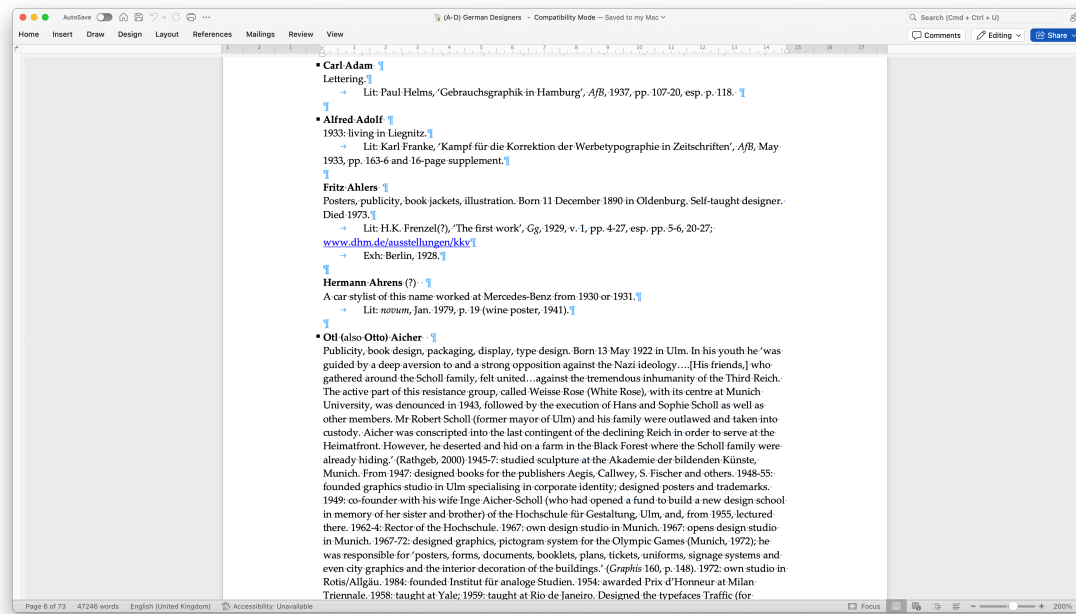 AutoSave
(A-D) German Designers - Compatibility Mode — Saved to my Mac
Search (Cmd + Ctrl + U)
Home Insert Draw Design Layout References Mailings Review View
Comments Editing Share
3 2 1 1 2 3 4 5 6 7 8 9 10 11 12 13 14 15 16 17
Carl Adam ¶
Lettering.¶
→ Lit: Paul Helms, ‘Gebrauchsgraphik in Hamburg’, AfB, 1937, pp. 107-20, esp. p. 118. ¶
¶
Alfred Adolf ¶
1933: living in Liegnitz.¶
→ Lit: Karl Franke, ‘Kampf für die Korrektion der Werbetypographie in Zeitschriften’, AfB, May
1933, pp. 163-6 and 16-page supplement.¶
¶
Fritz Ahlers ¶
Posters, publicity, book jackets, illustration. Born 11 December 1890 in Oldenburg. Self-taught designer.
Died 1973.¶
→ Lit: H.K. Frenzel(?), ‘The first work’, Gg, 1929, v. 1, pp. 4-27, esp. pp. 5-6, 20-27;
www.dhm.de/ausstellungen/kkv¶
→ Exh: Berlin, 1928.¶
¶
Hermann Ahrens (?) ¶
A car stylist of this name worked at Mercedes-Benz from 1930 or 1931.¶
→ Lit: novum, Jan. 1979, p. 19 (wine poster, 1941).¶
¶
Otl (also Otto) Aicher ¶
Publicity, book design, packaging, display, type design. Born 13 May 1922 in Ulm. In his youth he ‘was
guided by a deep aversion to and a strong opposition against the Nazi ideology….[His friends,] who
gathered around the Scholl family, felt united…against the tremendous inhumanity of the Third Reich.
The active part of this resistance group, called Weisse Rose (White Rose), with its centre at Munich
University, was denounced in 1943, followed by the execution of Hans and Sophie Scholl as well as
other members. Mr Robert Scholl (former mayor of Ulm) and his family were outlawed and taken into
custody. Aicher was conscripted into the last contingent of the declining Reich in order to serve at the
Heimatfront. However, he deserted and hid on a farm in the Black Forest where the Scholl family were
already hiding.’ (Rathgeb, 2000) 1945-7: studied sculpture at the Akademie der bildenden Künste,
Munich. From 1947: designed books for the publishers Aegis, Callwey, S. Fischer and others. 1948-55:
founded graphics studio in Ulm specialising in corporate identity; designed posters and trademarks.
1949: co-founder with his wife Inge Aicher-Scholl (who had opened a fund to build a new design school
in memory of her sister and brother) of the Hochschule für Gestaltung, Ulm, and, from 1955, lectured
there. 1962-4: Rector of the Hochschule. 1967: own design studio in Munich. 1967: opens design studio
in Munich. 1967-72: designed graphics, pictogram system for the Olympic Games (Munich, 1972); he
was responsible for ‘posters, forms, documents, booklets, plans, tickets, uniforms, signage systems and
even city graphics and the interior decoration of the buildings.’ (Graphis 160, p. 148). 1972: own studio in
Rotis/Allgäu. 1984: founded Institut für analoge Studien. 1954: awarded Prix d’Honneur at Milan
Triennale. 1958: taught at Yale; 1959: taught at Rio de Janeiro. Designed the typefaces Traffic (for
Page 6 of 73 47246 words English (United Kingdom) Accessibility: Unavailable Focus 200%